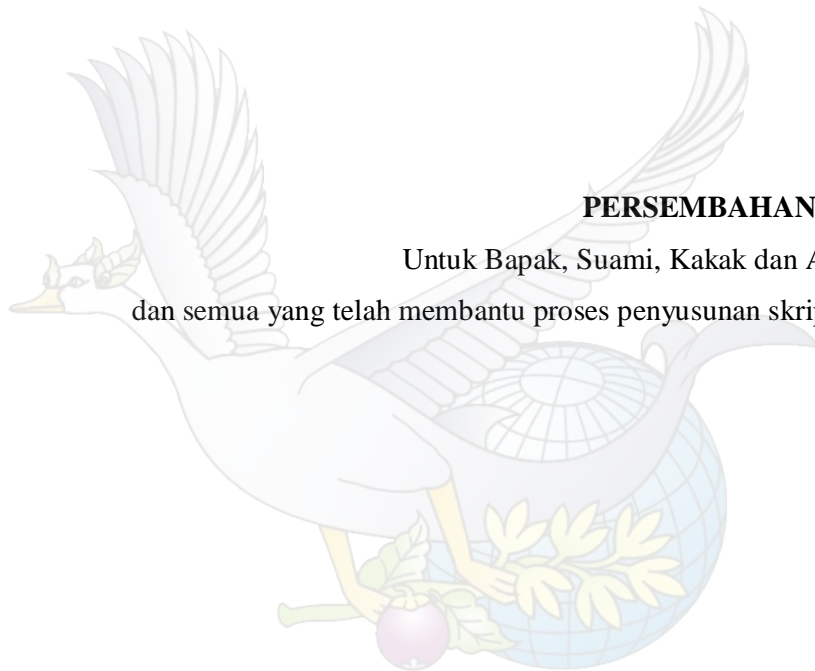 PERSEMBAHAN
Untuk Bapak, Suami, Kakak dan
dan semua yang telah membantu proses penyusunan